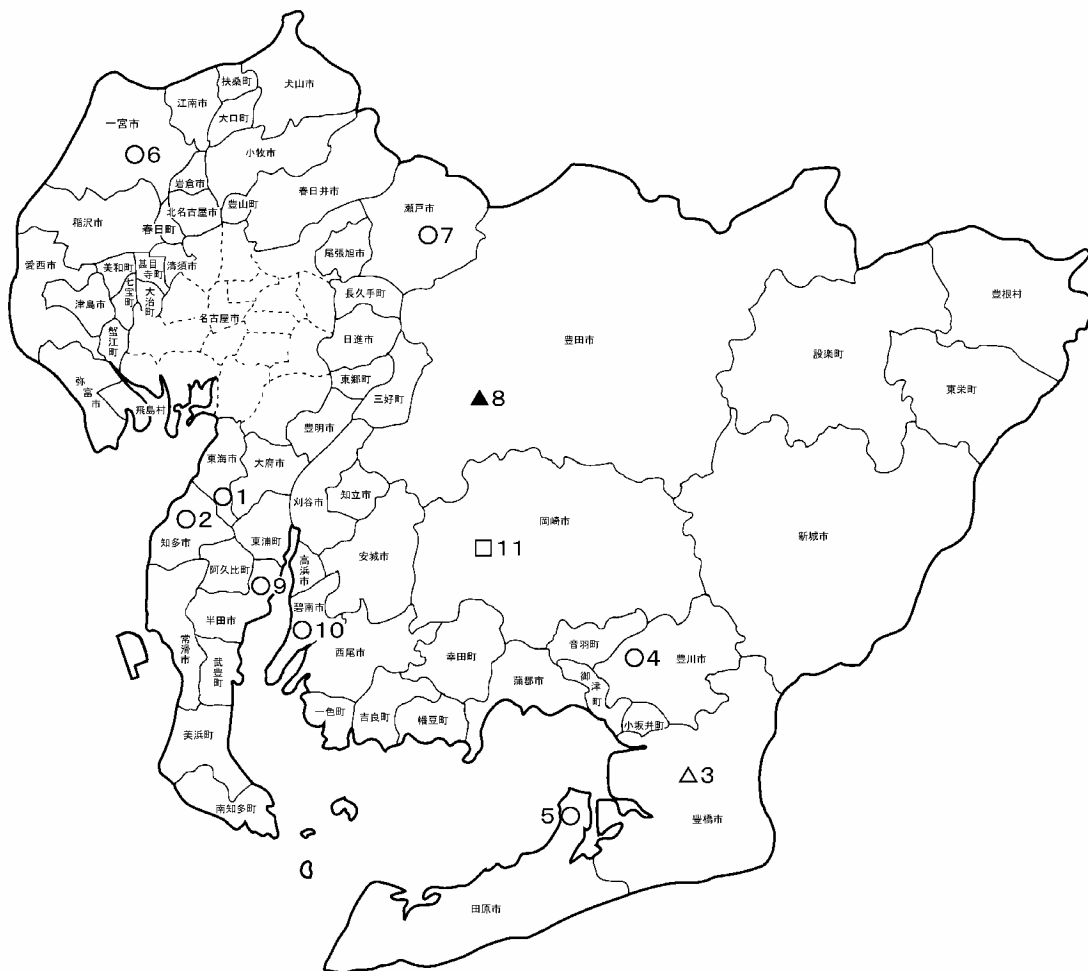 扶桑町
犬山市
江南市
大口町
一宮市
○6
小牧市
岩倉市
春日井市
豊山町
北名古屋市
稲沢市
春日町
瀬戸市
○7
尾張旭市
愛西市
美和町
甚目寺町
清須市
七宝町
大治町
津島市
長久手町
名古屋市
蟹江町
日進市
東郷町
三好町
弥富市
飛島村
豊明市
豊田市
▲8
豊根村
設楽町
東栄町
東海市
大府市
○1
○2
知多市
刈谷市
知立市
東浦町
岡崎市
□11
新城市
安城市
高浜市
阿久比町
○9
碧南市
○10
半田市
常滑市
武豊町
西尾市
幸田町
音羽町
○4
豊川市
蒲郡市
御津町
小坂井町
一色町
吉良町
幡豆町
美浜町
南知多町
△3
豊橋市
5○
田原市